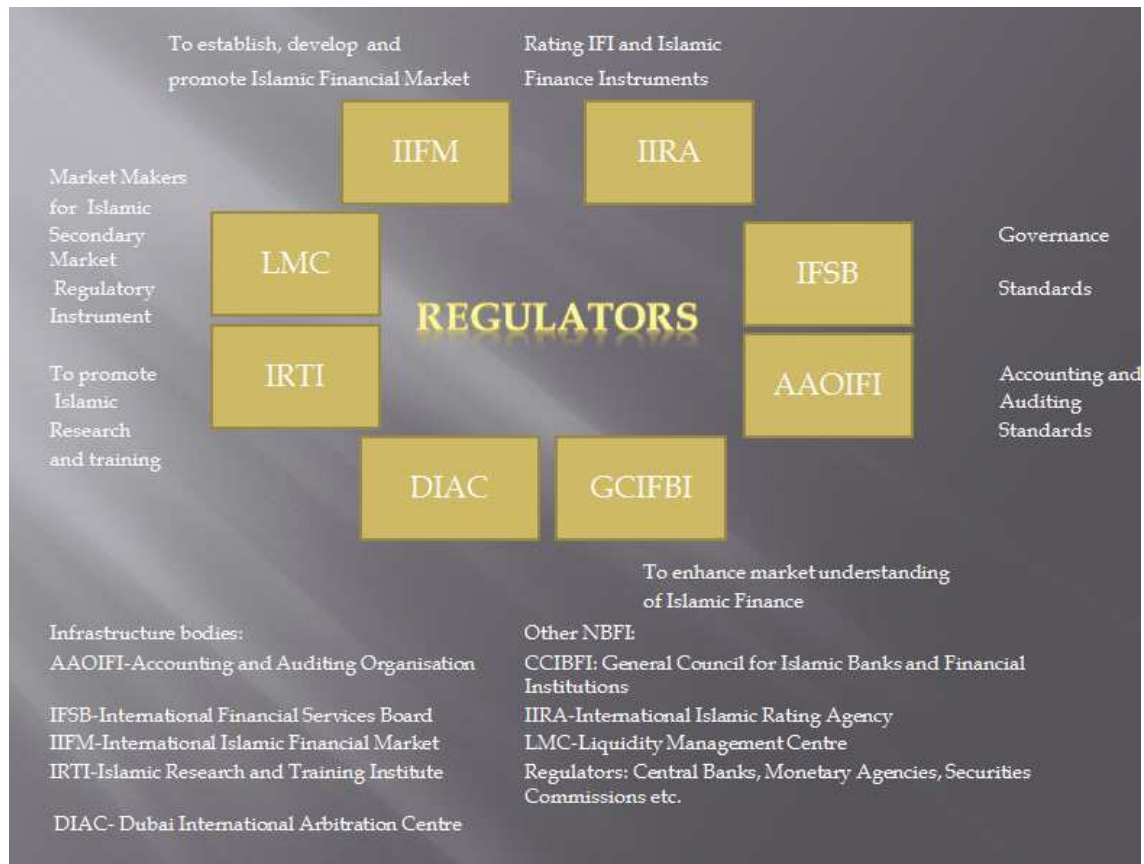 To establish, develop and
promote Islamic Financial Market
Rating IFI and Islamic
Finance Instruments
IIFM
IIRA
Market Makers
for Islamic
Secondary
Market
Regulatory
Instrument
LMC
IFSB
Governance
Standards
REGULATORS
To promote
Islamic
Research
and training
IRTI
AAOIFI
Accounting and
Auditing
Standards
DIAC
GCIFBI
To enhance market understanding
of Islamic Finance
Infrastructure bodies:
AAOIFI-Accounting and Auditing Organisation
IFSB-International Financial Services Board
IIFM-International Islamic Financial Market
IRTI-Islamic Research and Training Institute
DIAC- Dubai International Arbitration Centre
Other NBFI:
CCIBFI: General Council for Islamic Banks and Financial
Institutions
IIRA-International Islamic Rating Agency
LMC-Liquidity Management Centre
Regulators: Central Banks, Monetary Agencies, Securities
Commissions etc.